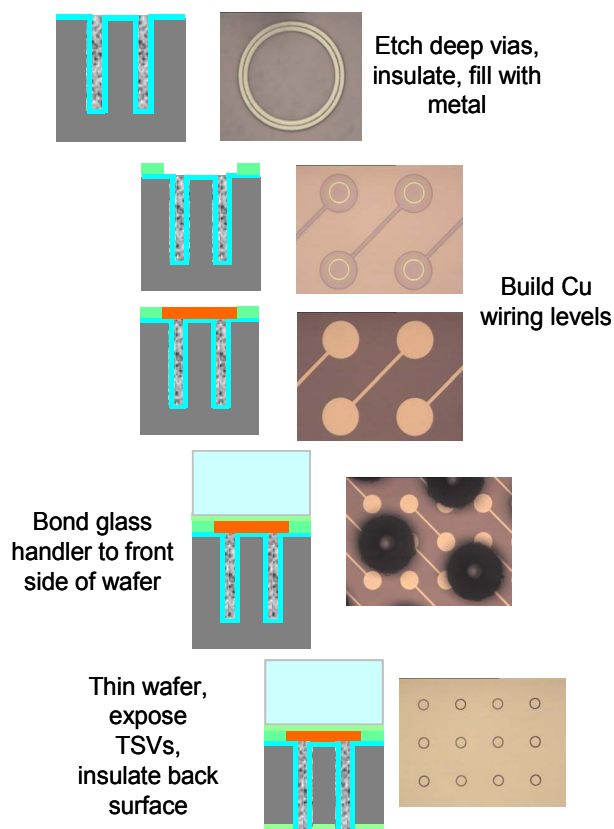 Etch deep vias,
insulate, fill with
metal
Build Cu
wiring levels
Bond glass
handler to front
side of wafer
Thin wafer,
expose
TSVs,
insulate back
surface